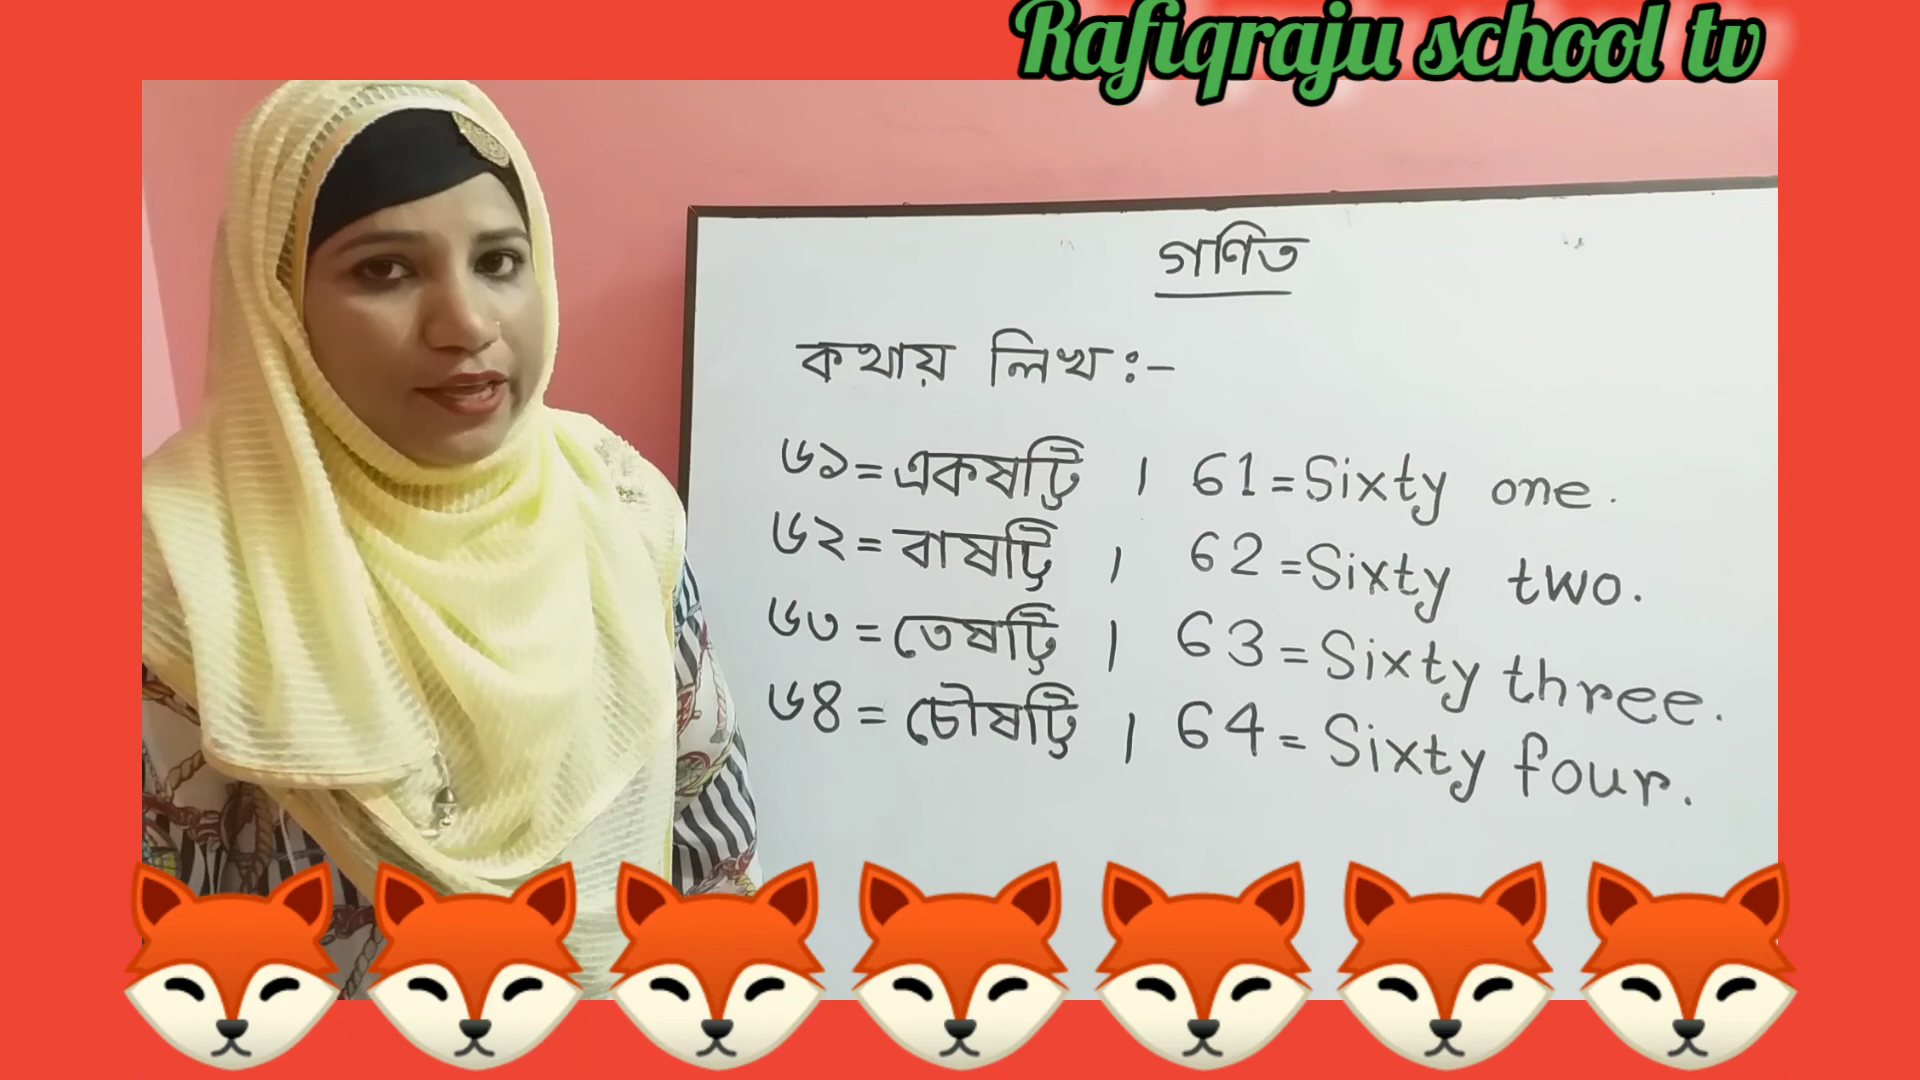 Rafiqraju school tv
গণিত
কথায় লিখ:-
৬১=একষট্টি । 61=Sixty one.
৬২=বাষট্টি । 62=Sixty two.
৬৩=তেষট্টি । 63=Sixty three.
৬৪=চৌষট্টি । 64=Sixty four.